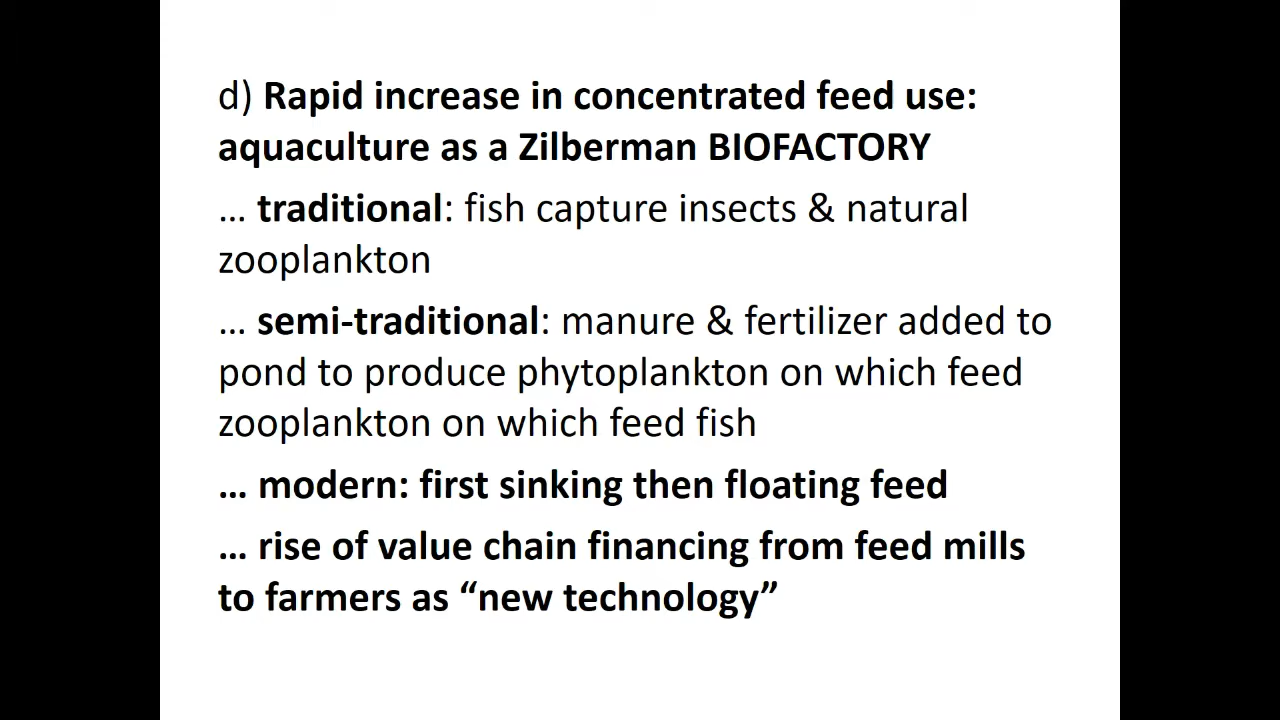 d) Rapid increase in concentrated feed use:
aquaculture as a Zilberman BIOFACTORY
... traditional: fish capture insects & natural
zooplankton
... semi-traditional: manure & fertilizer added to
pond to produce phytoplankton on which feed
zooplankton on which feed fish
... modern: first sinking then floating feed
... rise of value chain financing from feed mills
to farmers as “new technology”